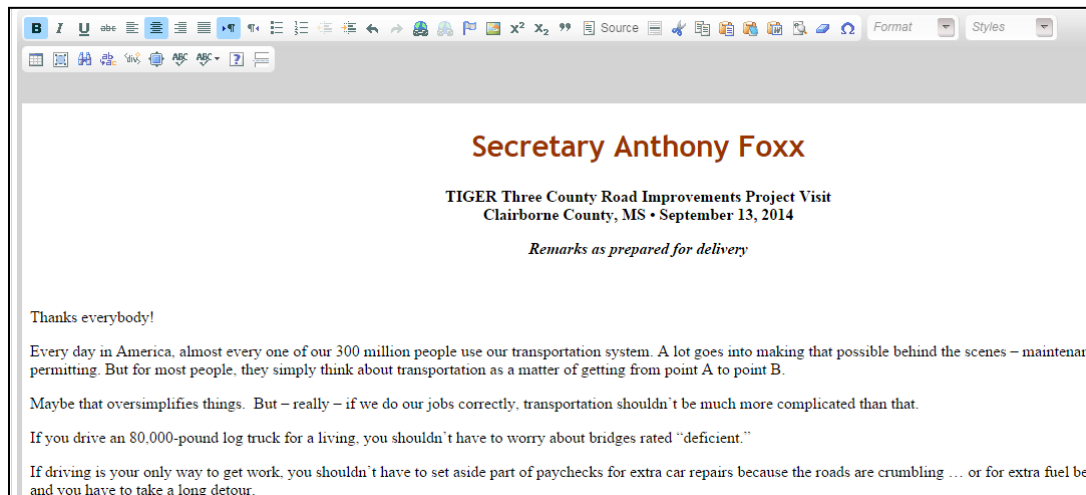 B I U abc Source Format Styles
ABC ABC
Secretary Anthony Foxx
TIGER Three County Road Improvements Project Visit
Clairborne County, MS • September 13, 2014
Remarks as prepared for delivery
Thanks everybody!
Every day in America, almost every one of our 300 million people use our transportation system. A lot goes into making that possible behind the scenes – maintenan
permitting. But for most people, they simply think about transportation as a matter of getting from point A to point B.
Maybe that oversimplifies things.  But – really – if we do our jobs correctly, transportation shouldn't be much more complicated than that.
If you drive an 80,000-pound log truck for a living, you shouldn't have to worry about bridges rated “deficient.”
If driving is your only way to get work, you shouldn't have to set aside part of paychecks for extra car repairs because the roads are crumbling … or for extra fuel be
and you have to take a long detour.